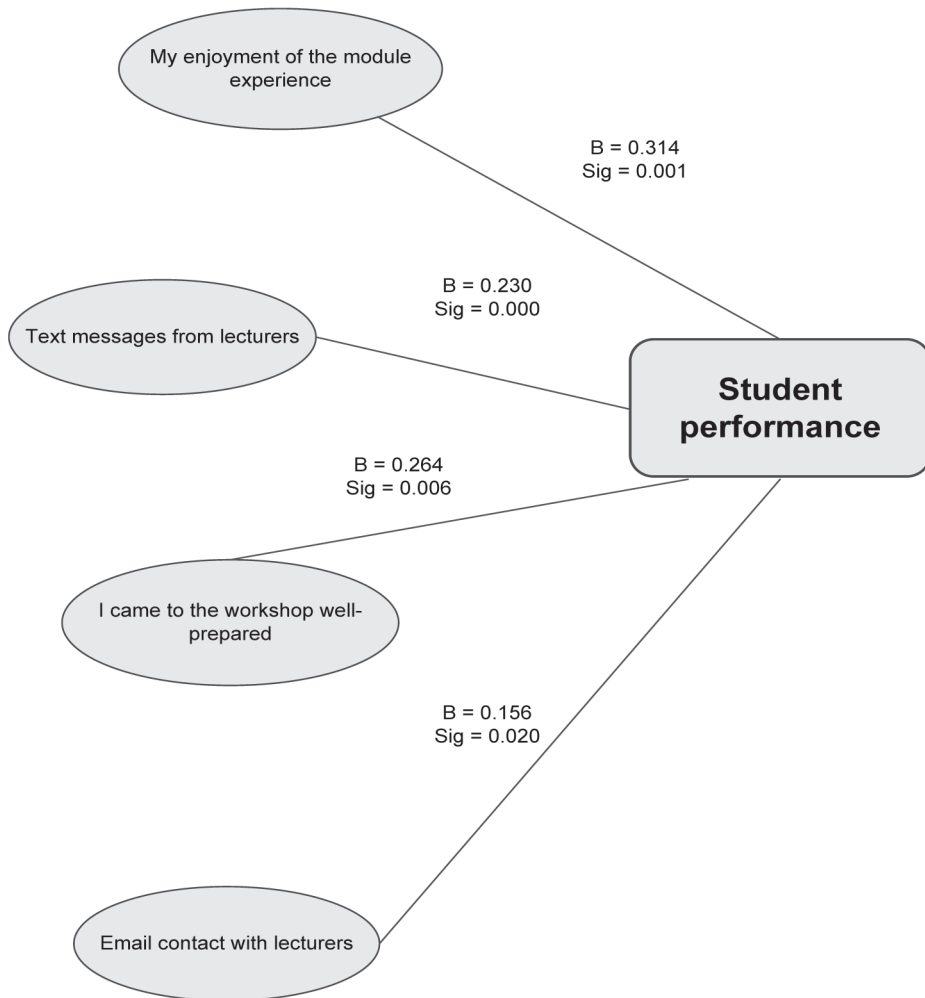 My enjoyment of the module
experience
B = 0.314
Sig = 0.001
B = 0.230
Sig = 0.000
Text messages from lecturers
Student
performance
B = 0.264
Sig = 0.006
I came to the workshop well-
prepared
B = 0.156
Sig = 0.020
Email contact with lecturers